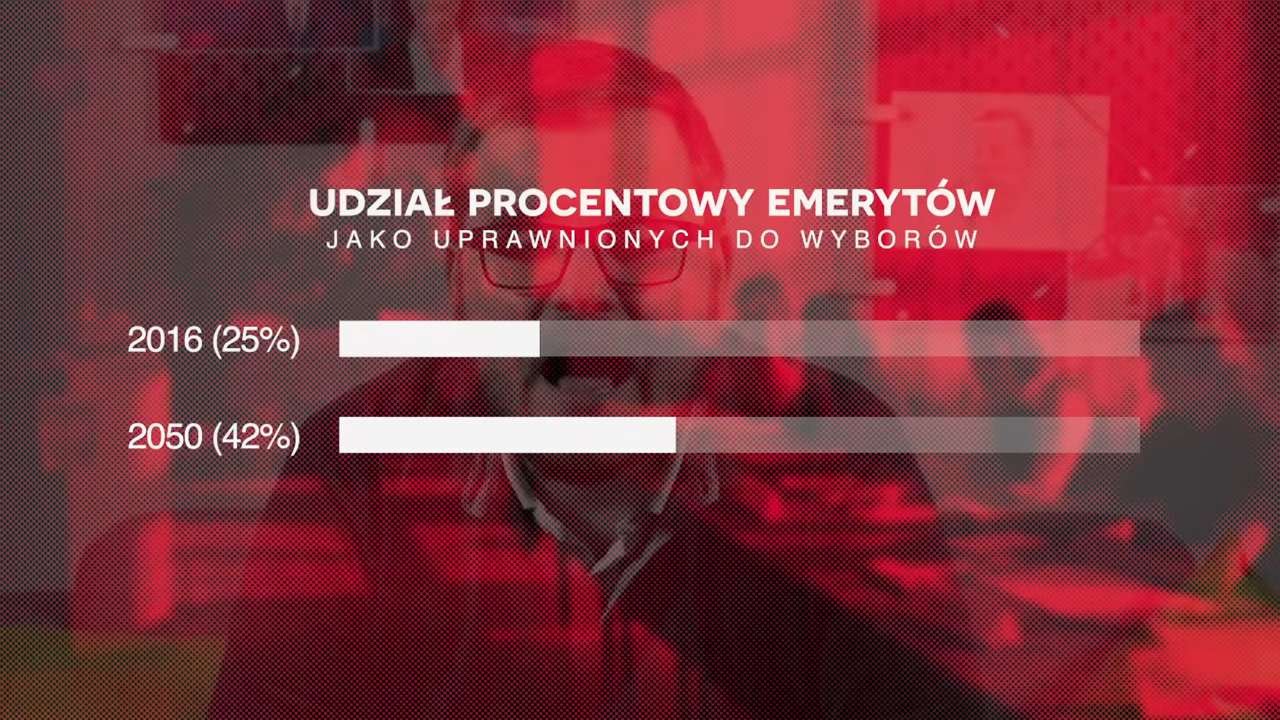 UDZIAŁ PROCENTOWY EMERYTÓW
JAKO UPRAWNIONYCH DO WYBORÓW
2016 (25%)
2050 (42%)